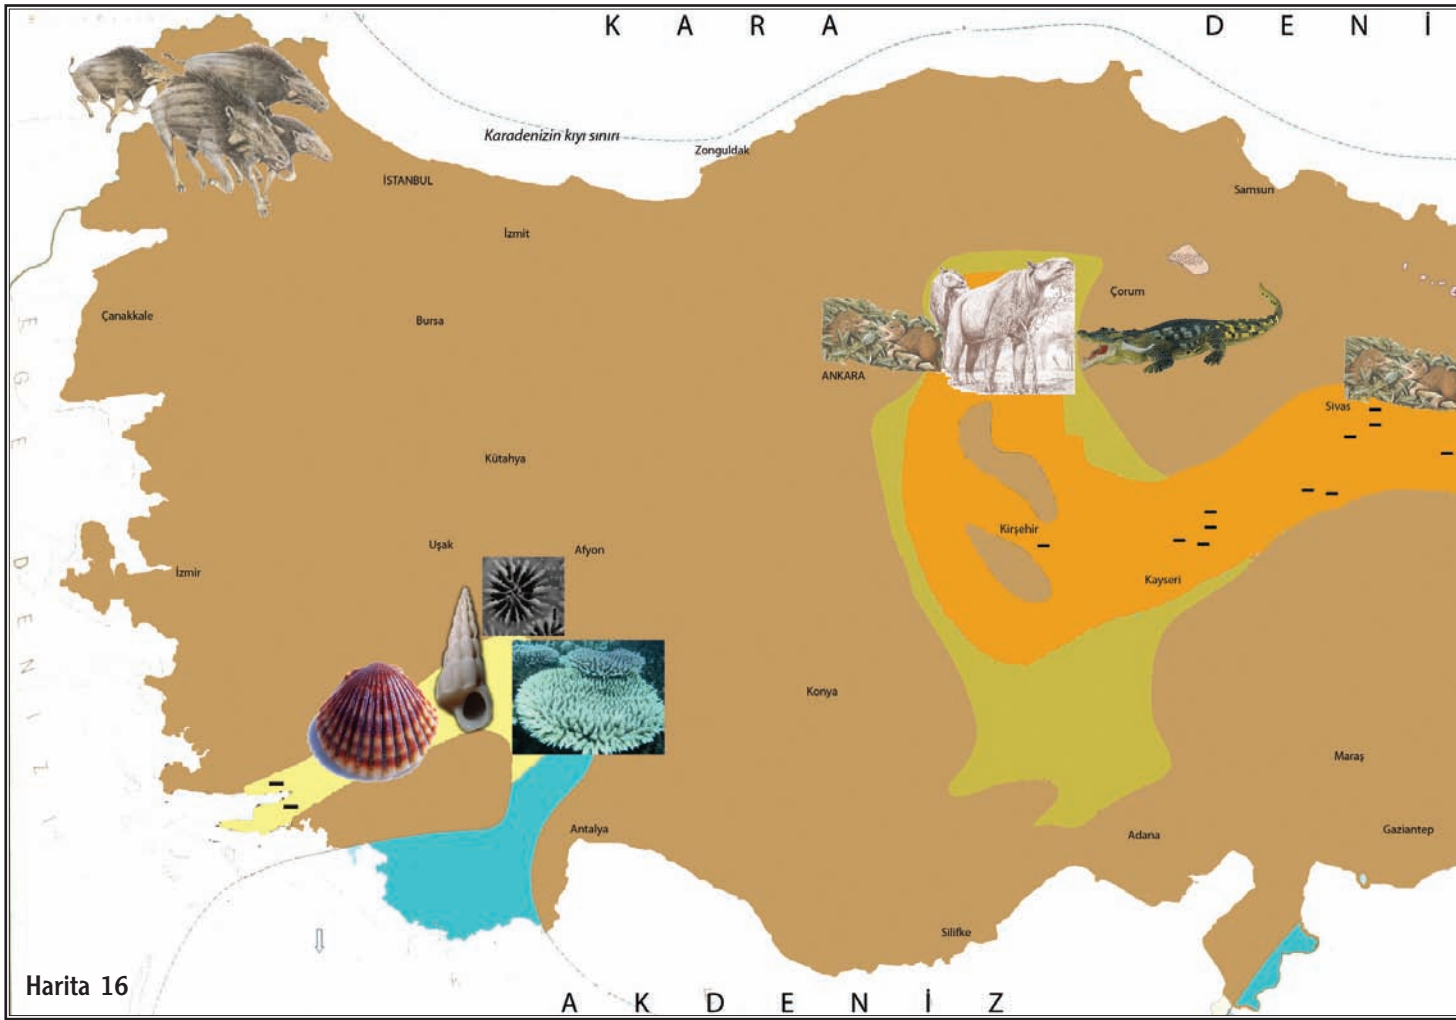 K A R A D E N İ
Karadenizin kıyı sınırı
Zonguldak
İSTANBUL
Samsun
İzmit
Çanakkale
Bursa
Çorum
ANKARA
Sivas
Kütahya
Kirşehir
Uşak
Afyon
İzmir
Kayseri
E G E D E N İ Z İ
Konya
Maraş
Antalya
Adana
Gaziantep
Silifke
Harita 16
A K D E N İ Z